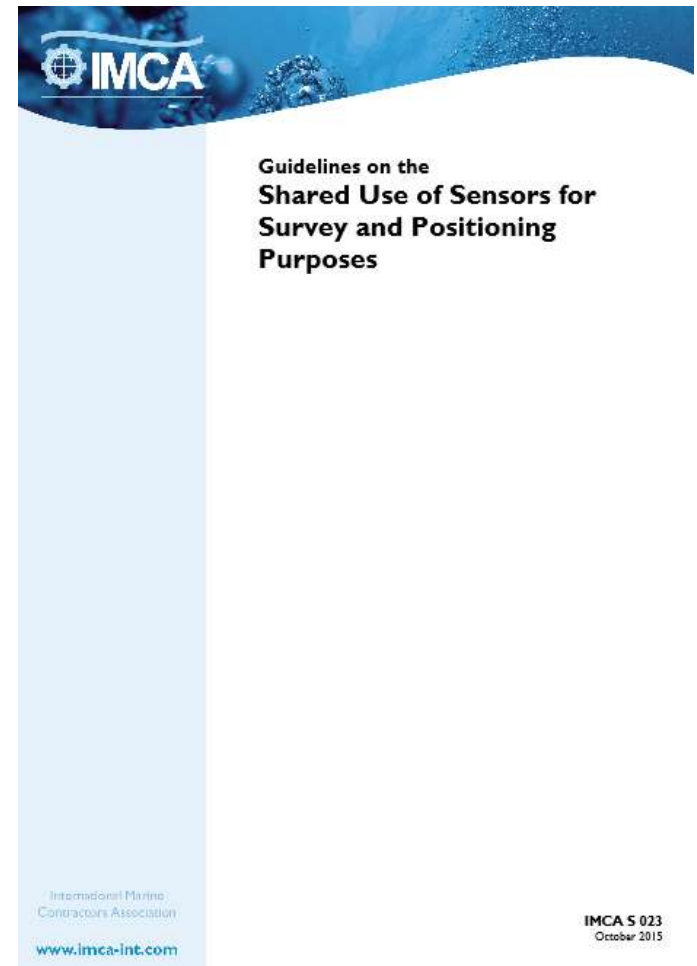 IMCA
Guidelines on the
Shared Use of Sensors for
Survey and Positioning
Purposes
International Marine
Contractors Association
www.imca-int.com
IMCA S 023
October 2015